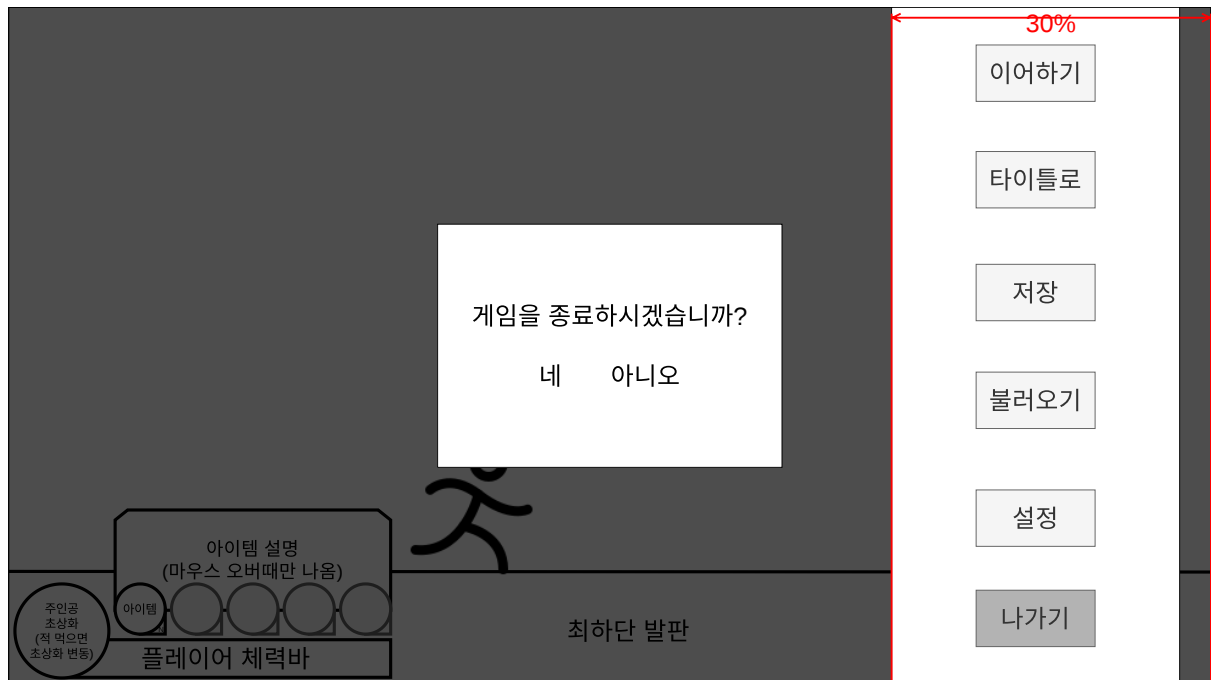 30%
이어하기
타이틀로
저장
불러오기
설정
나가기
게임을 종료하시겠습니까?
네 아니오
아이템 설명
(마우스 오버때만 나옴)
주인공
초상화
(적 먹으면
초상화 변동)
아이템
플레이어 체력바
최하단 발판